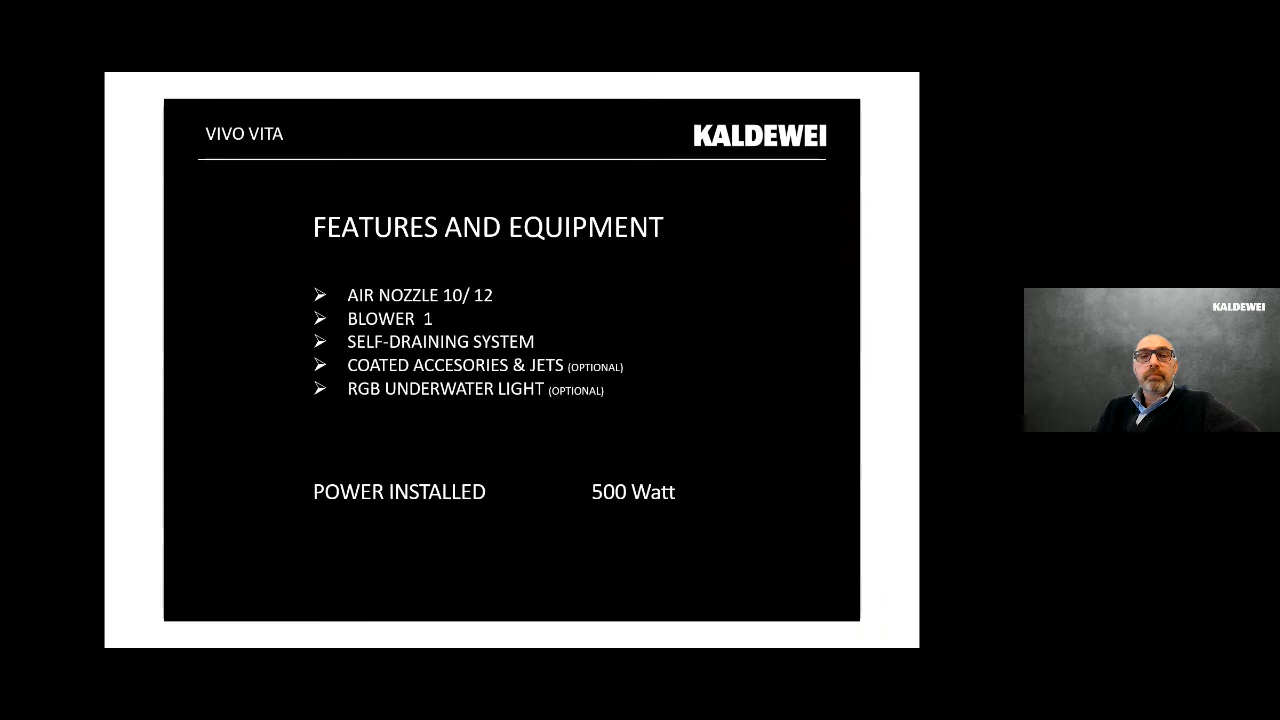 VIVO VITA
KALDEWEI
FEATURES AND EQUIPMENT
AIR NOZZLE 10/ 12
BLOWER  1
SELF-DRAINING SYSTEM
COATED ACCESORIES & JETS (OPTIONAL)
RGB UNDERWATER LIGHT (OPTIONAL)
POWER INSTALLED 500 Watt
KALDEWEI